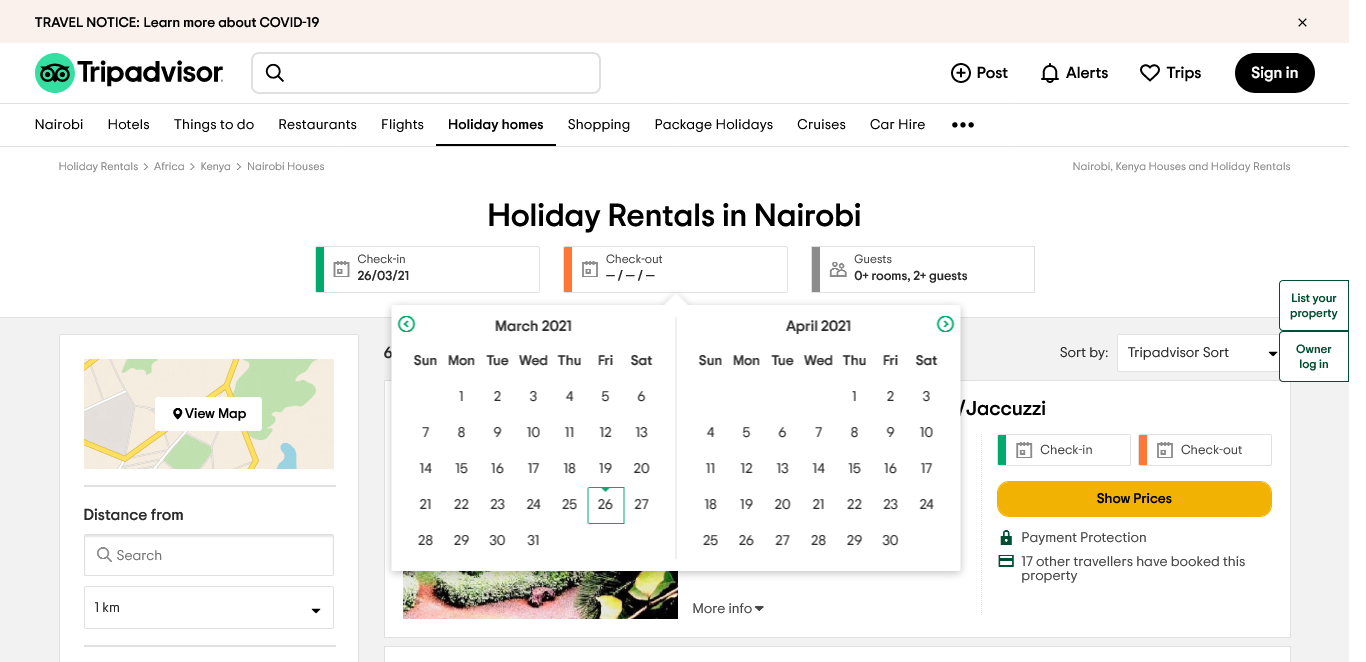 TRAVEL NOTICE: Learn more about COVID-19
Tripadvisor
Post
Alerts
Trips
Sign in
Nairobi
Hotels
Things to do
Restaurants
Flights
Holiday homes
Shopping
Package Holidays
Cruises
Car Hire
Holiday Rentals > Africa > Kenya > Nairobi Houses
Nairobi, Kenya Houses and Holiday Rentals
Holiday Rentals in Nairobi
Check-in
26/03/21
Check-out
– / – / –
Guests
0+ rooms, 2+ guests
List your
property
Owner
log in
March 2021
Sun Mon Tue Wed Thu Fri Sat
1 2 3 4 5 6
7 8 9 10 11 12 13
14 15 16 17 18 19 20
21 22 23 24 25 26 27
28 29 30 31
April 2021
Sun Mon Tue Wed Thu Fri Sat
1 2 3
4 5 6 7 8 9 10
11 12 13 14 15 16 17
18 19 20 21 22 23 24
25 26 27 28 29 30
Sort by:
Tripadvisor Sort
View Map
Distance from
Search
1 km
/Jaccuzzi
Check-in
Check-out
Show Prices
Payment Protection
17 other travellers have booked this
property
More info